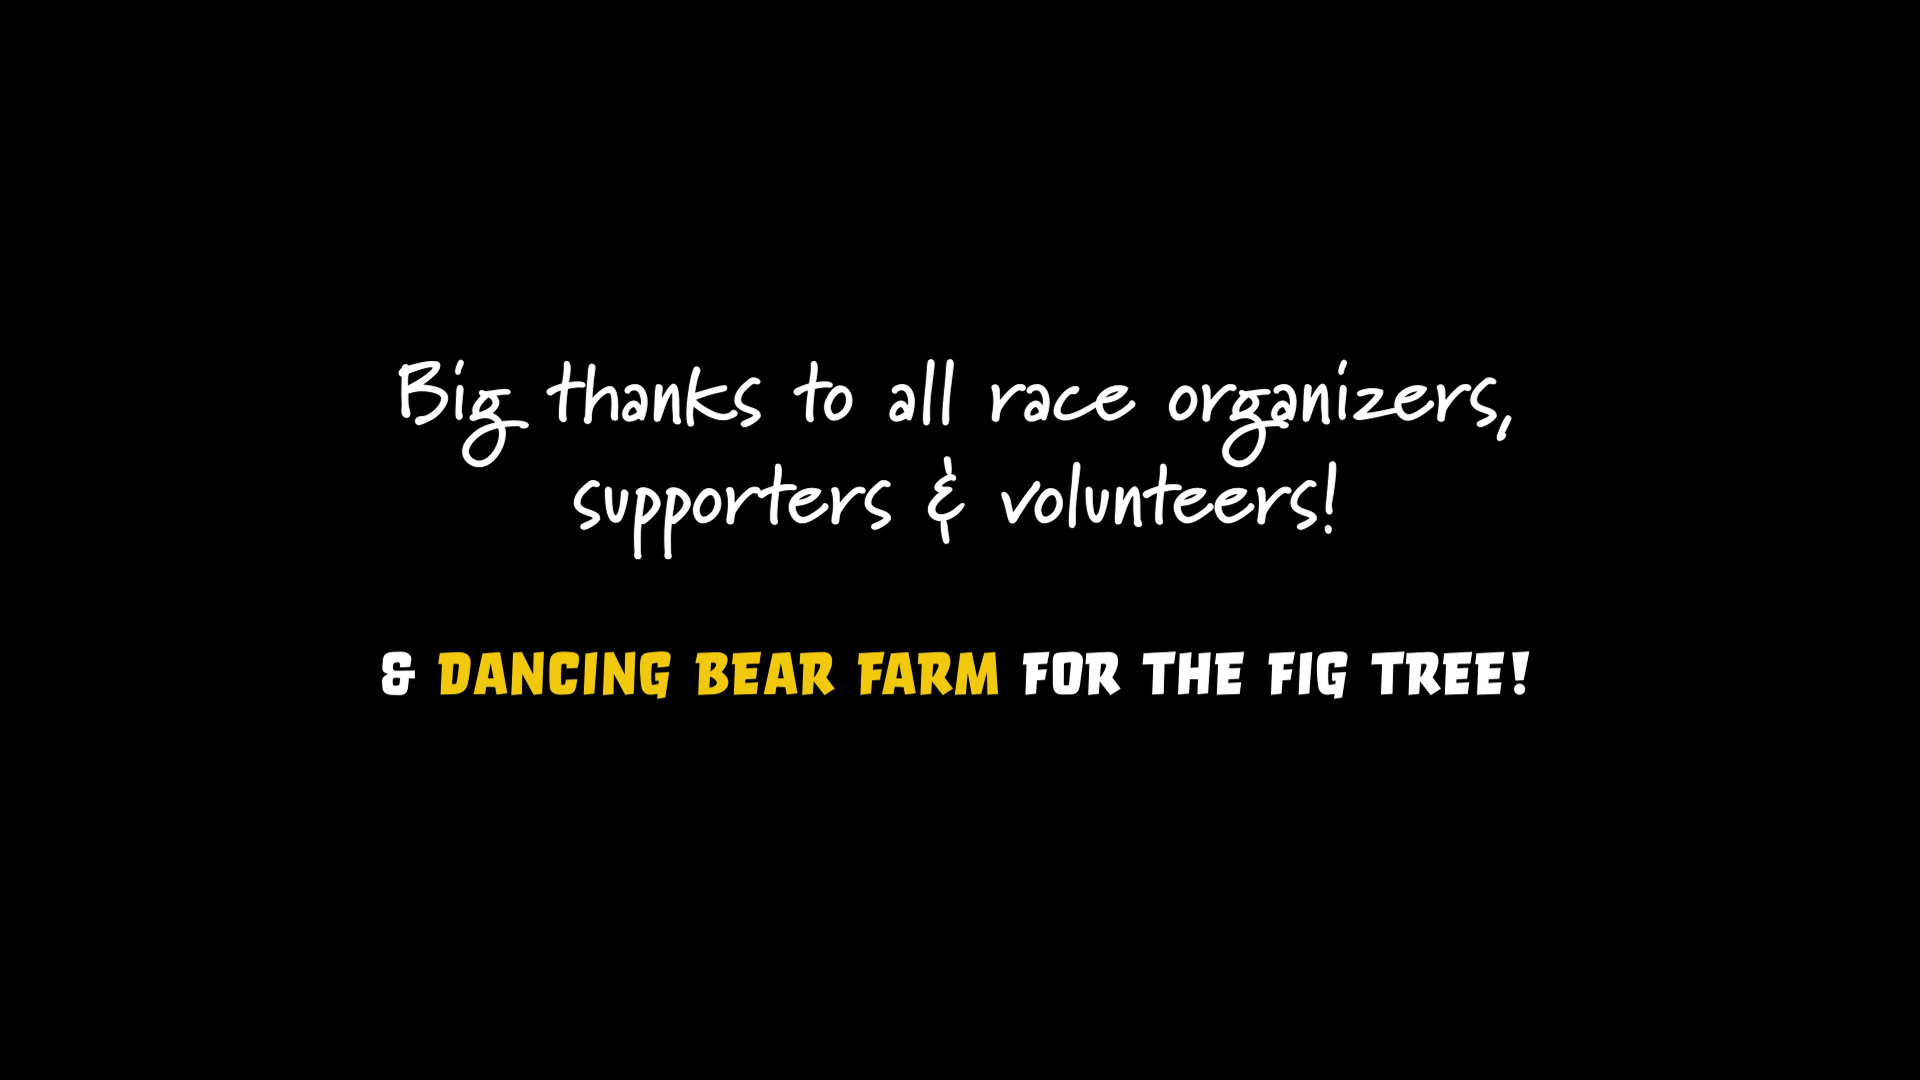 Big thanks to all race organizers,
supporters & volunteers!
& DANCING BEAR FARM FOR THE FIG TREE!